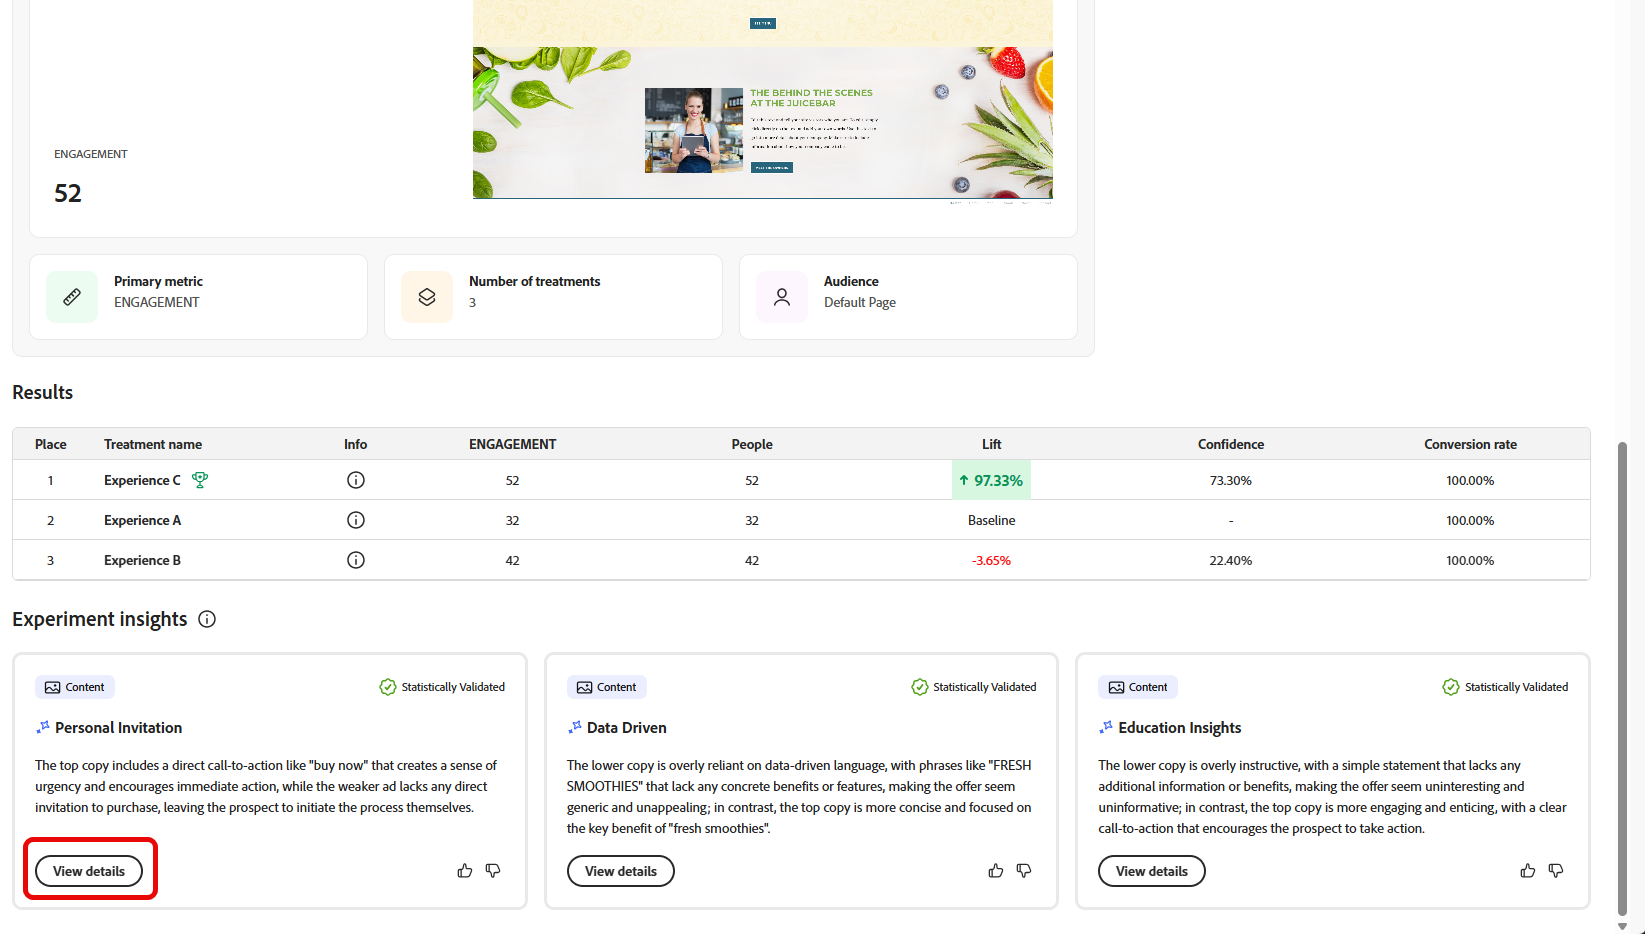 THE BEHIND THE SCENES
AT THE JUICEBAR
ENGAGEMENT
52
Primary metric
ENGAGEMENT
Number of treatments
3
Audience
Default Page
Results
Place Treatment name Info ENGAGEMENT People Lift Confidence Conversion rate
1 Experience C 52 52 ↑ 97.33% 73.30% 100.00%
2 Experience A 32 32 Baseline - 100.00%
3 Experience B 42 42 -3.65% 22.40% 100.00%
Experiment insights
Content Statistically Validated
Personal Invitation
The top copy includes a direct call-to-action like "buy now" that creates a sense of
urgency and encourages immediate action, while the weaker ad lacks any direct
invitation to purchase, leaving the prospect to initiate the process themselves.
View details
Content Statistically Validated
Data Driven
The lower copy is overly reliant on data-driven language, with phrases like "FRESH
SMOOTHIES" that lack any concrete benefits or features, making the offer seem
generic and unappealing; in contrast, the top copy is more concise and focused on
the key benefit of "fresh smoothies".
View details
Content Statistically Validated
Education Insights
The lower copy is overly instructive, with a simple statement that lacks any
additional information or benefits, making the offer seem uninteresting and
uninformative; in contrast, the top copy is more engaging and enticing, with a clear
call-to-action that encourages the prospect to take action.
View details